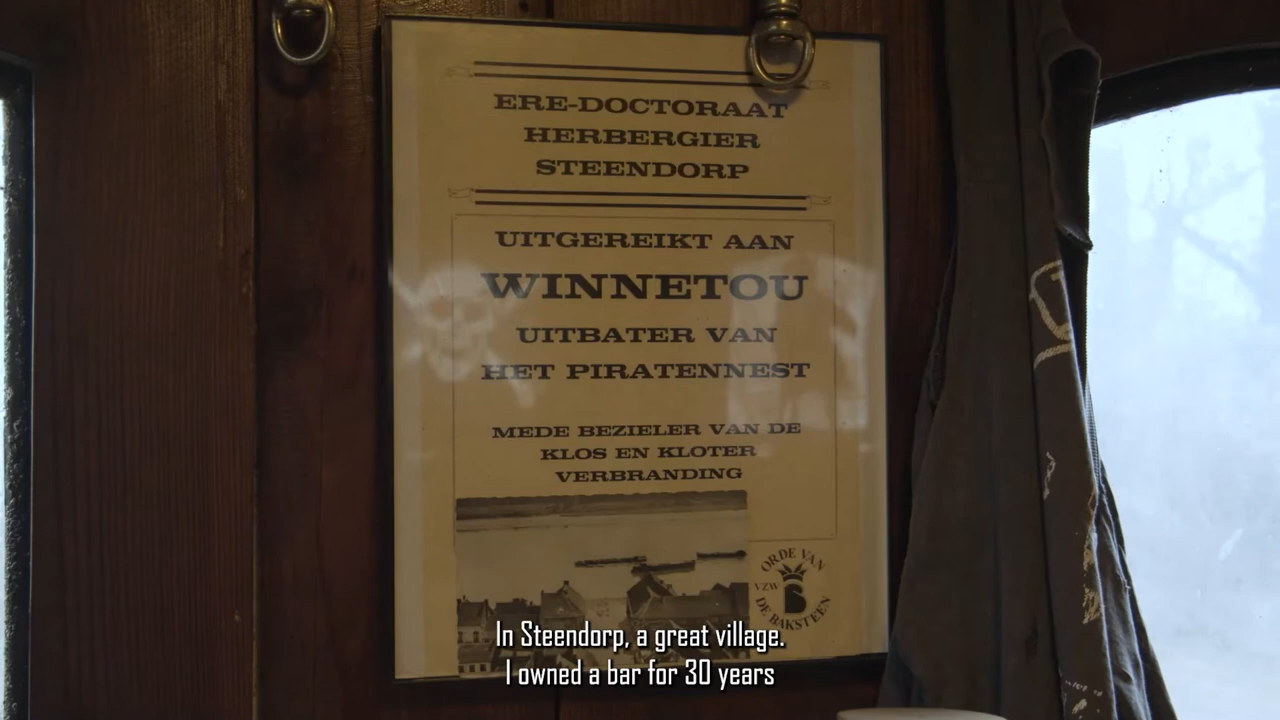 ERE-DOCTORAAT
HERBERGIER
STEENDORP
UITGEREIKT AAN
WINNETOU
UITBATER VAN
HET PIRATENNEST
MEDE BEZIELER VAN DE
KLOS EN KLOTER
VERBRANDING
ORDE VAN
VZW B
DE BAKSTEEN
In Steendorp, a great village.
I owned a bar for 30 years